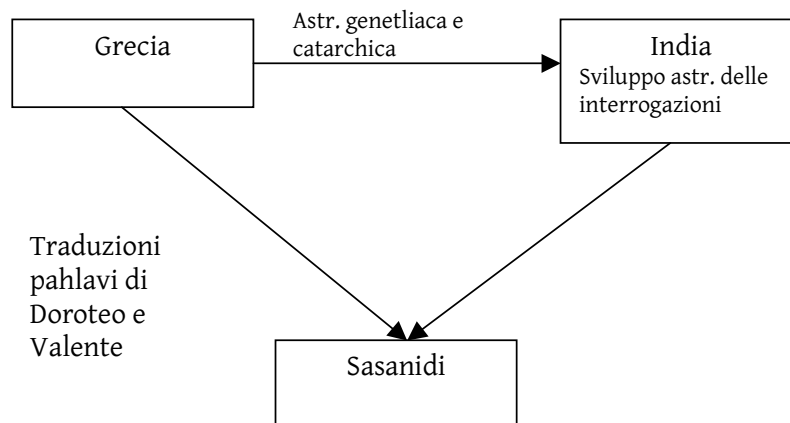 Grecia
Astr. genetliaca e
catarchica
India
Sviluppo astr. delle
interrogazioni
Traduzioni
pahlavi di
Doroteo e
Valente
Sasanidi